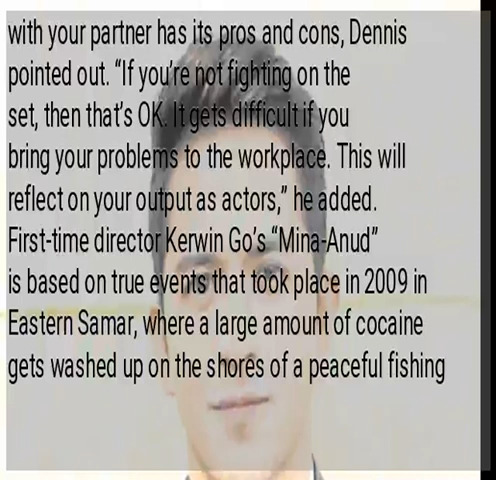 with your partner has its pros and cons, Dennis
pointed out. “If you’re not fighting on the
set, then that’s OK. It gets difficult if you
bring your problems to the workplace. This will
reflect on your output as actors,” he added.
First-time director Kerwin Go’s “Mina-Anud”
is based on true events that took place in 2009 in
Eastern Samar, where a large amount of cocaine
gets washed up on the shores of a peaceful fishing